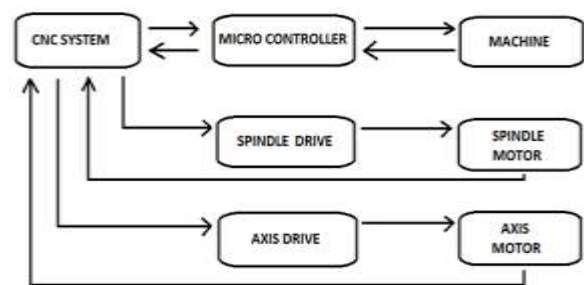 CNC SYSTEM
MICRO CONTROLLER
MACHINE
SPINDLE DRIVE
SPINDLE
MOTOR
AXIS DRIVE
AXIS
MOTOR